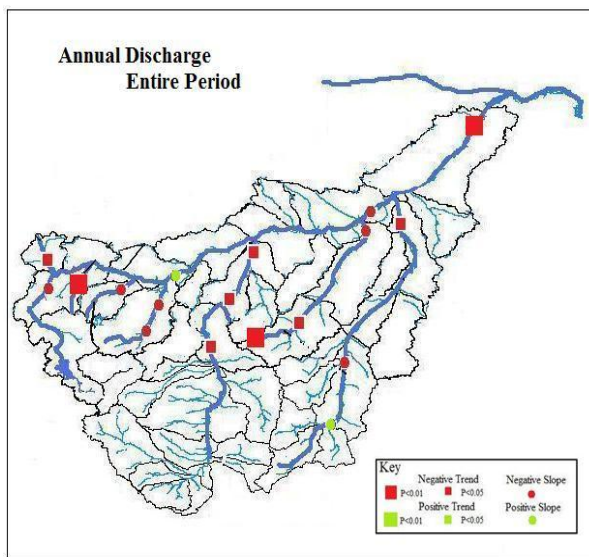 Annual Discharge
Entire Period
Key
Negative Trend Negative Slope
P<0.01 P<0.05
Positive Trend Positive Slope
P<0.01 P<0.05